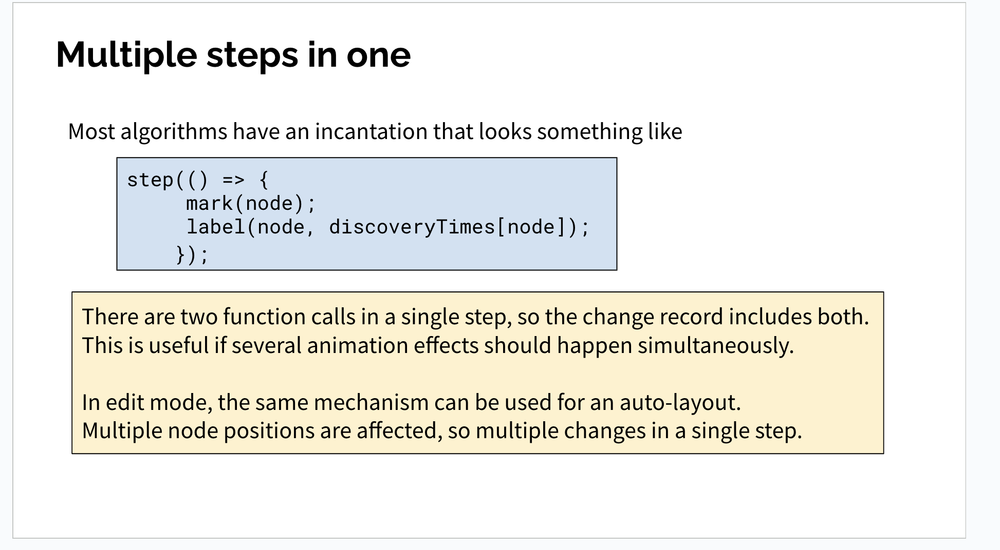 Multiple steps in one
Most algorithms have an incantation that looks something like
step(() => {
mark(node);
label(node, discoveryTimes[node]);
});
There are two function calls in a single step, so the change record includes both.
This is useful if several animation effects should happen simultaneously.
In edit mode, the same mechanism can be used for an auto-layout.
Multiple node positions are affected, so multiple changes in a single step.